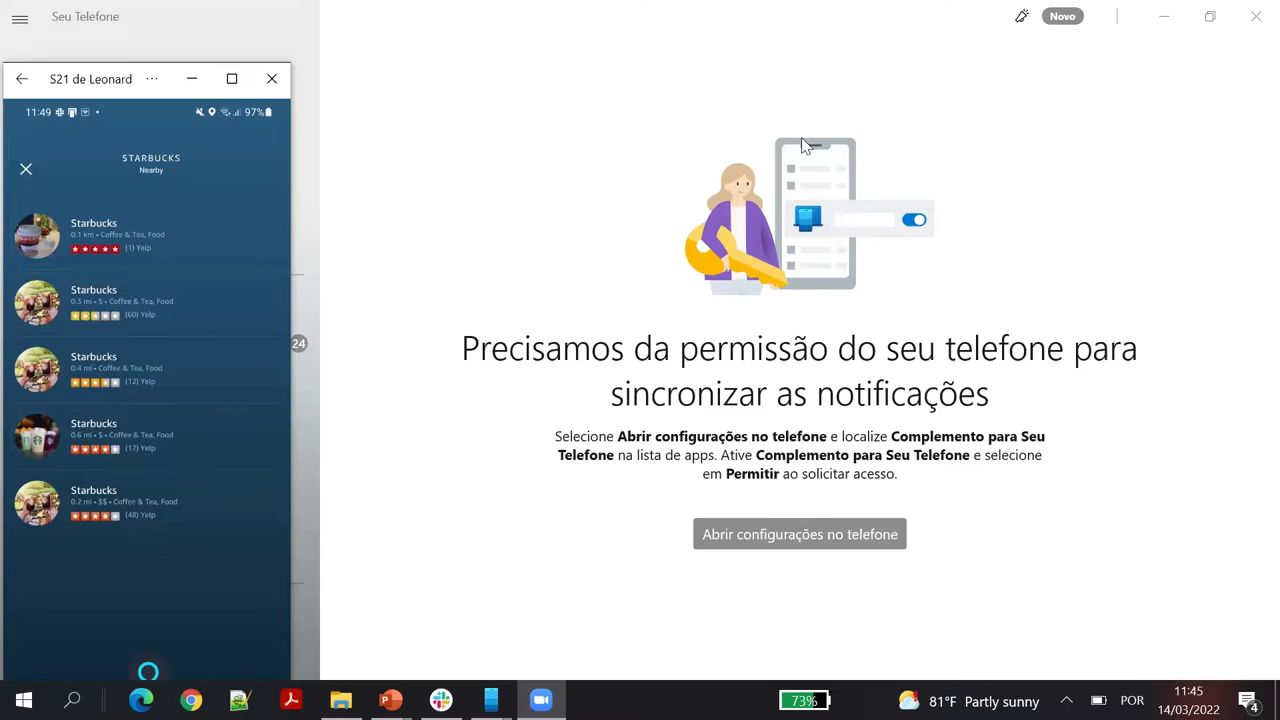 Seu Telefone
Novo
S21 de Leonard
11:49
97%
STARBUCKS
Nearby
Starbucks
0.1 km • Coffee & Tea, Food
(1) Yelp
Starbucks
0.3 mi • $ • Coffee & Tea, Food
(60) Yelp
Starbucks
0.4 mi • Coffee & Tea, Food
(12) Yelp
Starbucks
0.6 mi • $ • Coffee & Tea, Food
(17) Yelp
Starbucks
0.2 mi • $$ • Coffee & Tea, Food
(48) Yelp
24
Precisamos da permissão do seu telefone para
sincronizar as notificações
Selecione Abrir configurações no telefone e localize Complemento para Seu
Telefone na lista de apps. Ative Complemento para Seu Telefone e selecione
em Permitir ao solicitar acesso.
Abrir configurações no telefone
73%
81°F Partly sunny
POR
11:45
14/03/2022
4